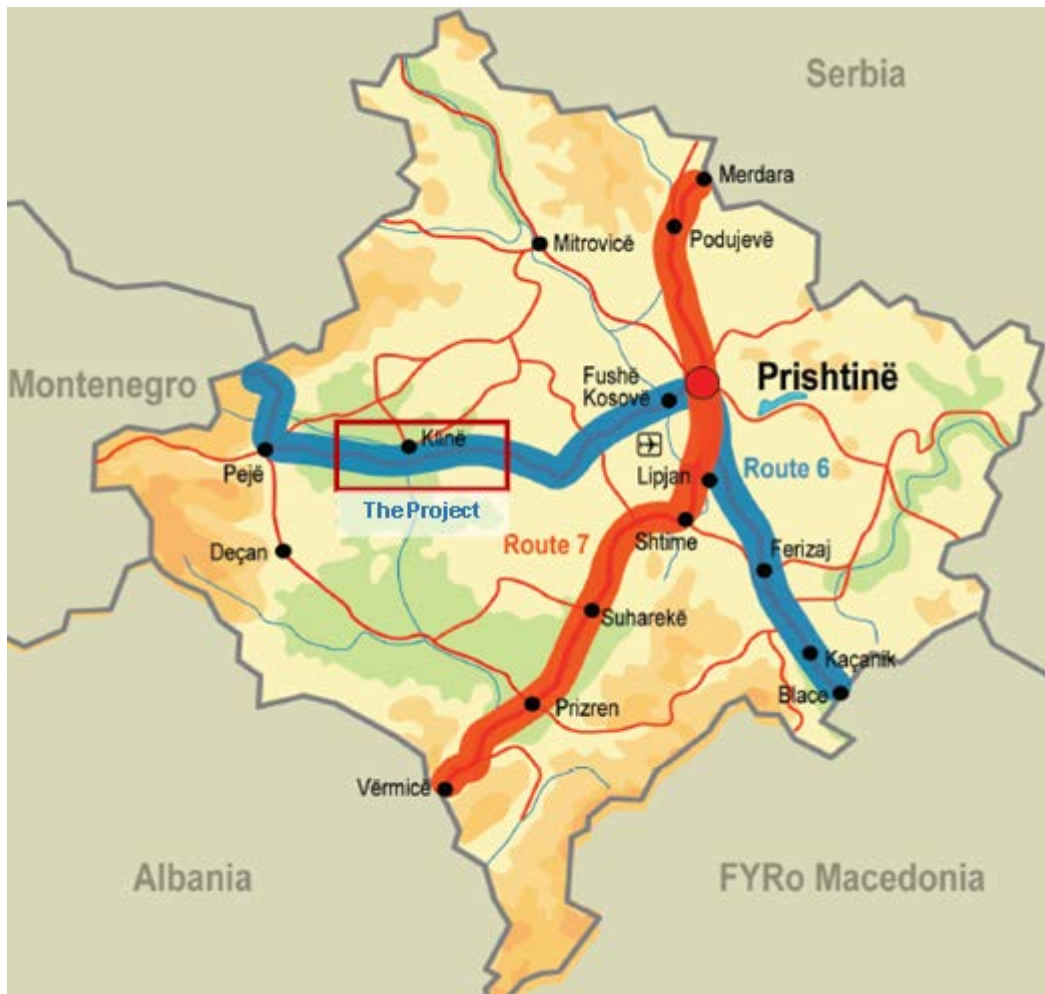 Serbia
Merdara
Podujevë
Mitrovicë
Montenegro
Fushë
Kosovë
Prishtinë
Klinë
Pejë
Lipjan
Route 6
The Project
Route 7
Shtime
Deçan
Ferizaj
Suharekë
Kaçanik
Blace
Prizren
Vërmicë
Albania
FYRo Macedonia